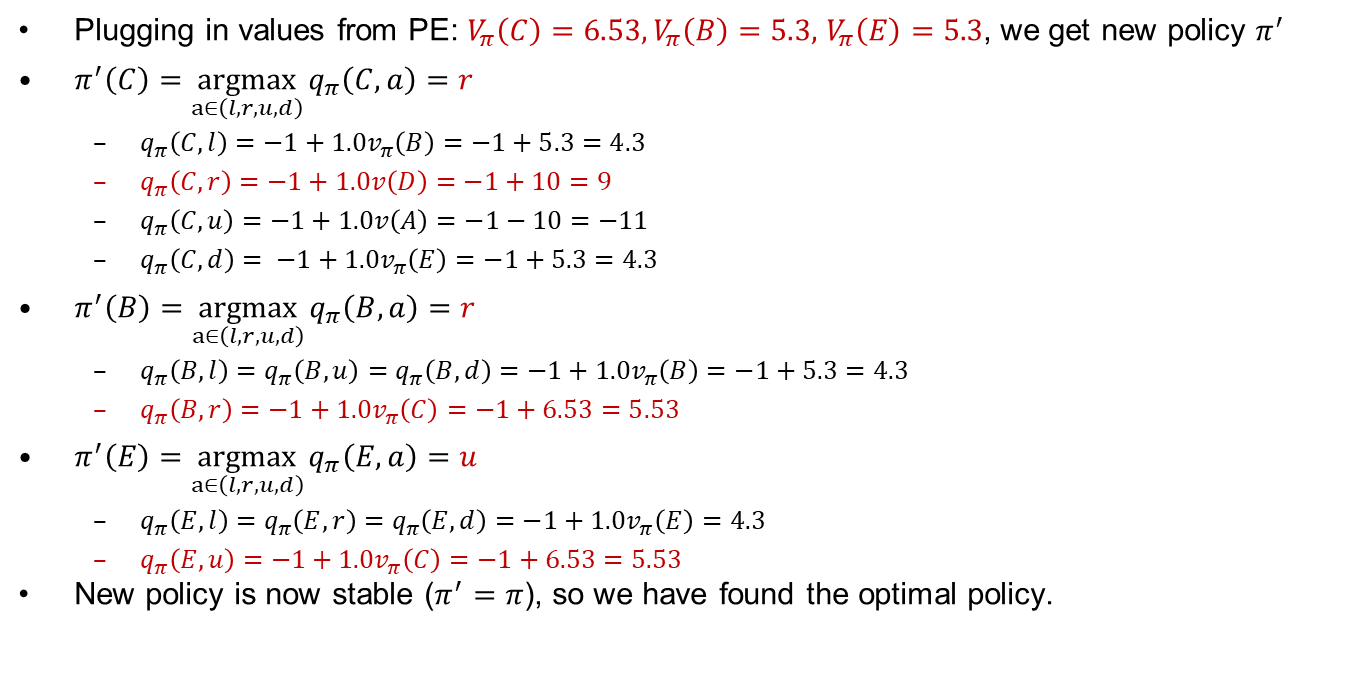 • Plugging in values from PE: V_π(C) = 6.53, V_π(B) = 5.3, V_π(E) = 5.3, we get new policy π′
• π′(C) = argmax q_π(C, a) = r
a∈(l,r,u,d)
– q_π(C, l) = −1 + 1.0v_π(B) = −1 + 5.3 = 4.3
– q_π(C, r) = −1 + 1.0v(D) = −1 + 10 = 9
– q_π(C, u) = −1 + 1.0v(A) = −1 − 10 = −11
– q_π(C, d) = −1 + 1.0v_π(E) = −1 + 5.3 = 4.3
• π′(B) = argmax q_π(B, a) = r
a∈(l,r,u,d)
– q_π(B, l) = q_π(B, u) = q_π(B, d) = −1 + 1.0v_π(B) = −1 + 5.3 = 4.3
– q_π(B, r) = −1 + 1.0v_π(C) = −1 + 6.53 = 5.53
• π′(E) = argmax q_π(E, a) = u
a∈(l,r,u,d)
– q_π(E, l) = q_π(E, r) = q_π(E, d) = −1 + 1.0v_π(E) = 4.3
– q_π(E, u) = −1 + 1.0v_π(C) = −1 + 6.53 = 5.53
• New policy is now stable (π′ = π), so we have found the optimal policy.